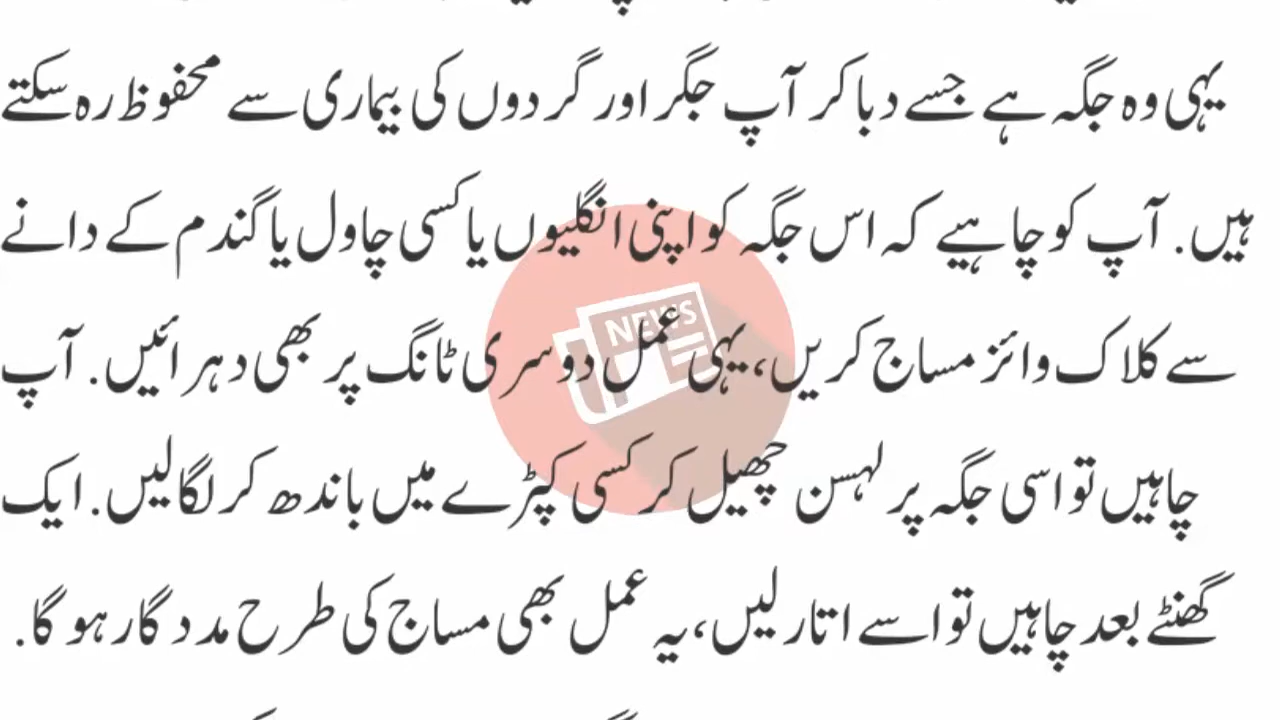 یہی وہ جگہ ہے جسے دبا کر آپ جگر اور گردوں کی بیماری سے محفوظ رہ سکتے
ہیں. آپ کو چاہیے کہ اس جگہ کو اپنی انگلیوں یا کسی چاول یا گندم کے دانے
سے کلاک وائز مساج کریں، یہی عمل دوسری ٹانگ پر بھی دہرائیں. آپ
چاہیں تو اسی جگہ پر لہسن چھیل کر کسی کپڑے میں باندھ کر لگا لیں. ایک
گھنٹے بعد چاہیں تو اسے اتار لیں، یہ عمل بھی مساج کی طرح مددگار ہو گا.
NEWS